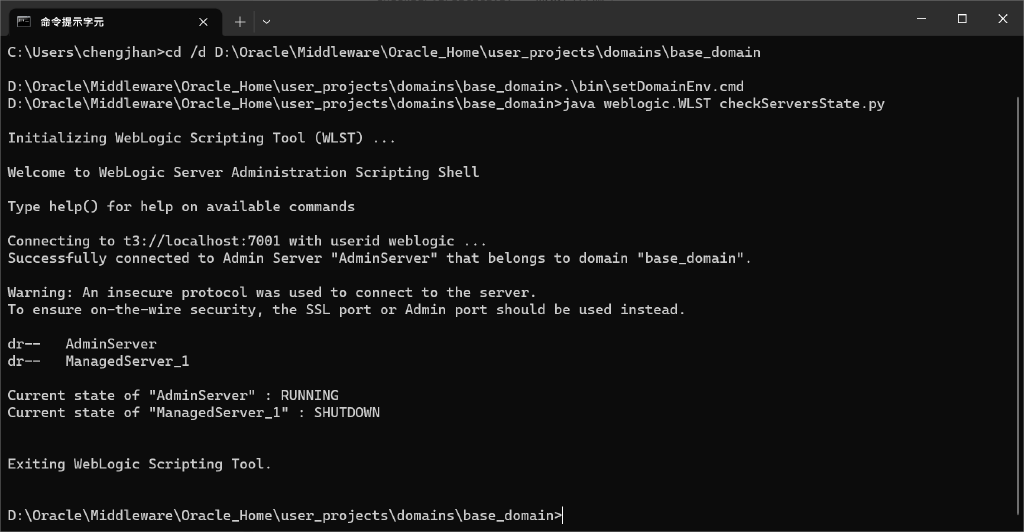 命令提示字元
C:\Users\chengjhan>cd /d D:\Oracle\Middleware\Oracle_Home\user_projects\domains\base_domain
D:\Oracle\Middleware\Oracle_Home\user_projects\domains\base_domain>.\bin\setDomainEnv.cmd
D:\Oracle\Middleware\Oracle_Home\user_projects\domains\base_domain>java weblogic.WLST checkServersState.py
Initializing WebLogic Scripting Tool (WLST) ...
Welcome to WebLogic Server Administration Scripting Shell
Type help() for help on available commands
Connecting to t3://localhost:7001 with userid weblogic ...
Successfully connected to Admin Server "AdminServer" that belongs to domain "base_domain".
Warning: An insecure protocol was used to connect to the server.
To ensure on-the-wire security, the SSL port or Admin port should be used instead.
dr--   AdminServer
dr--   ManagedServer_1
Current state of "AdminServer" : RUNNING
Current state of "ManagedServer_1" : SHUTDOWN
Exiting WebLogic Scripting Tool.
D:\Oracle\Middleware\Oracle_Home\user_projects\domains\base_domain>